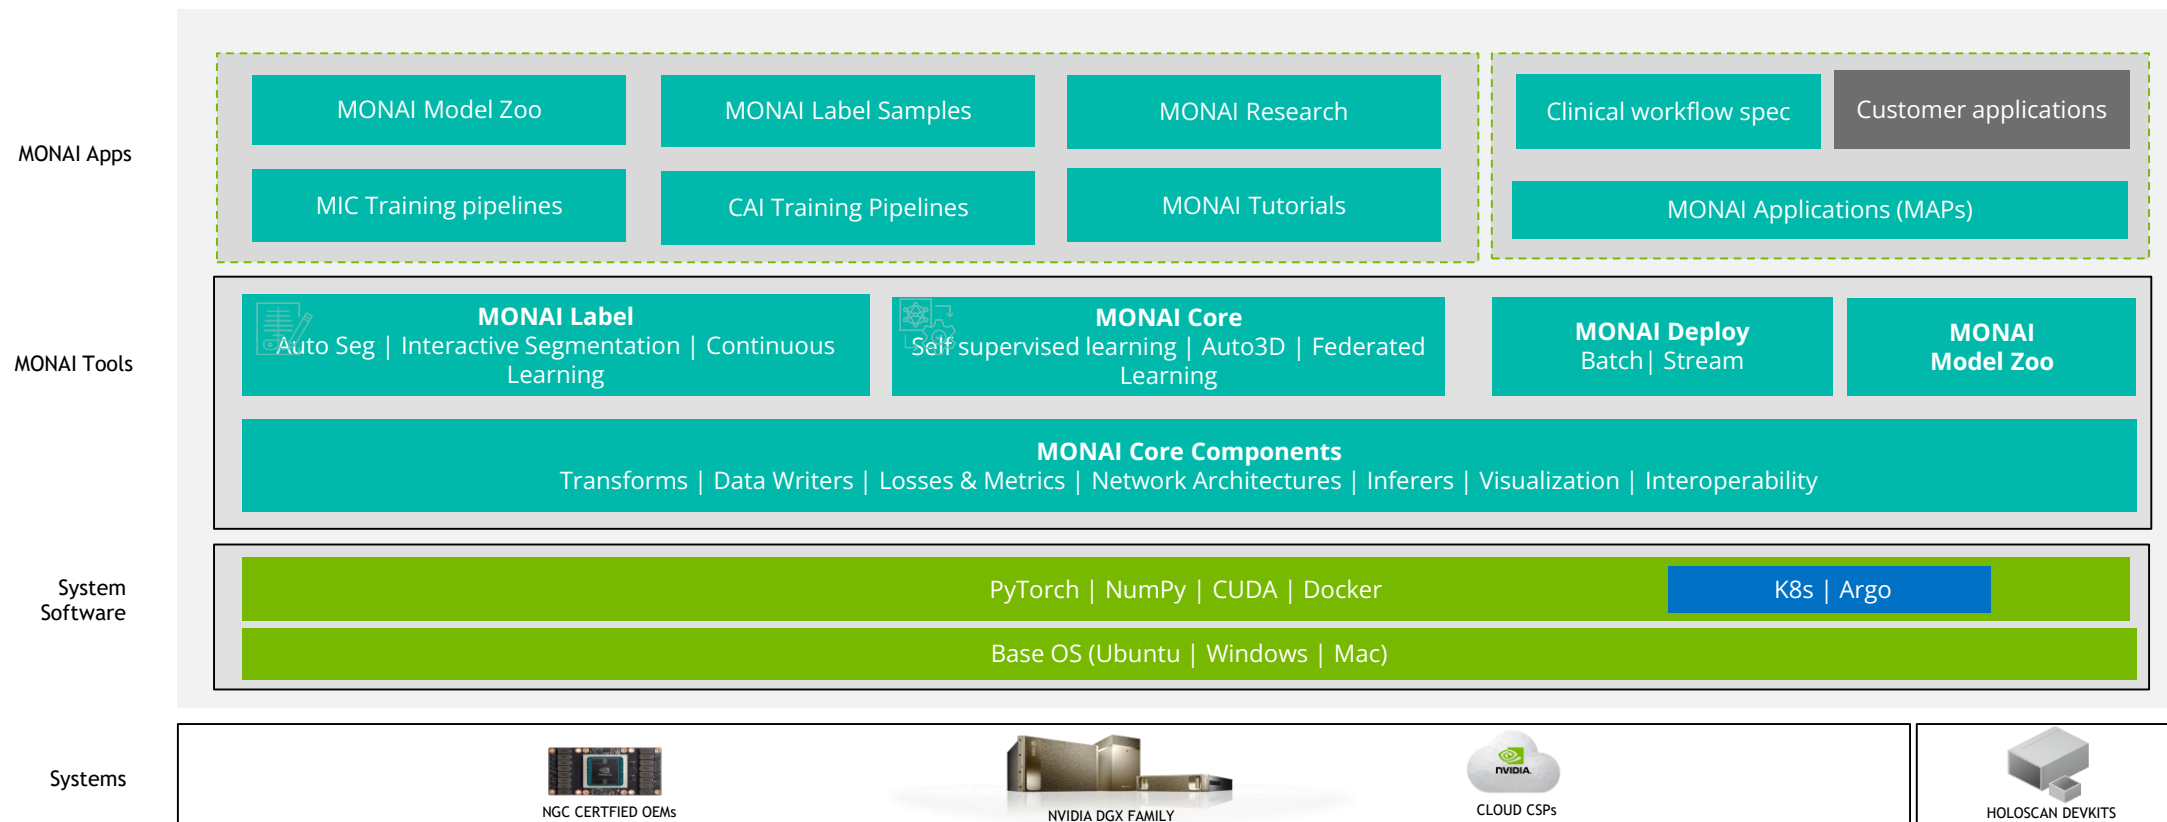 MONAI Apps
MONAI Model Zoo
MONAI Label Samples
MONAI Research
MIC Training pipelines
CAI Training Pipelines
MONAI Tutorials
Clinical workflow spec
Customer applications
MONAI Applications (MAPs)
MONAI Tools
MONAI Label
Auto Seg | Interactive Segmentation | Continuous
Learning
MONAI Core
Self supervised learning | Auto3D | Federated
Learning
MONAI Deploy
Batch| Stream
MONAI
Model Zoo
MONAI Core Components
Transforms | Data Writers | Losses & Metrics | Network Architectures | Inferers | Visualization | Interoperability
System
Software
PyTorch | NumPy | CUDA | Docker
K8s | Argo
Base OS (Ubuntu | Windows | Mac)
Systems
NGC CERTFIED OEMs
NVIDIA DGX FAMILY
NVIDIA.
CLOUD CSPs
HOLOSCAN DEVKITS